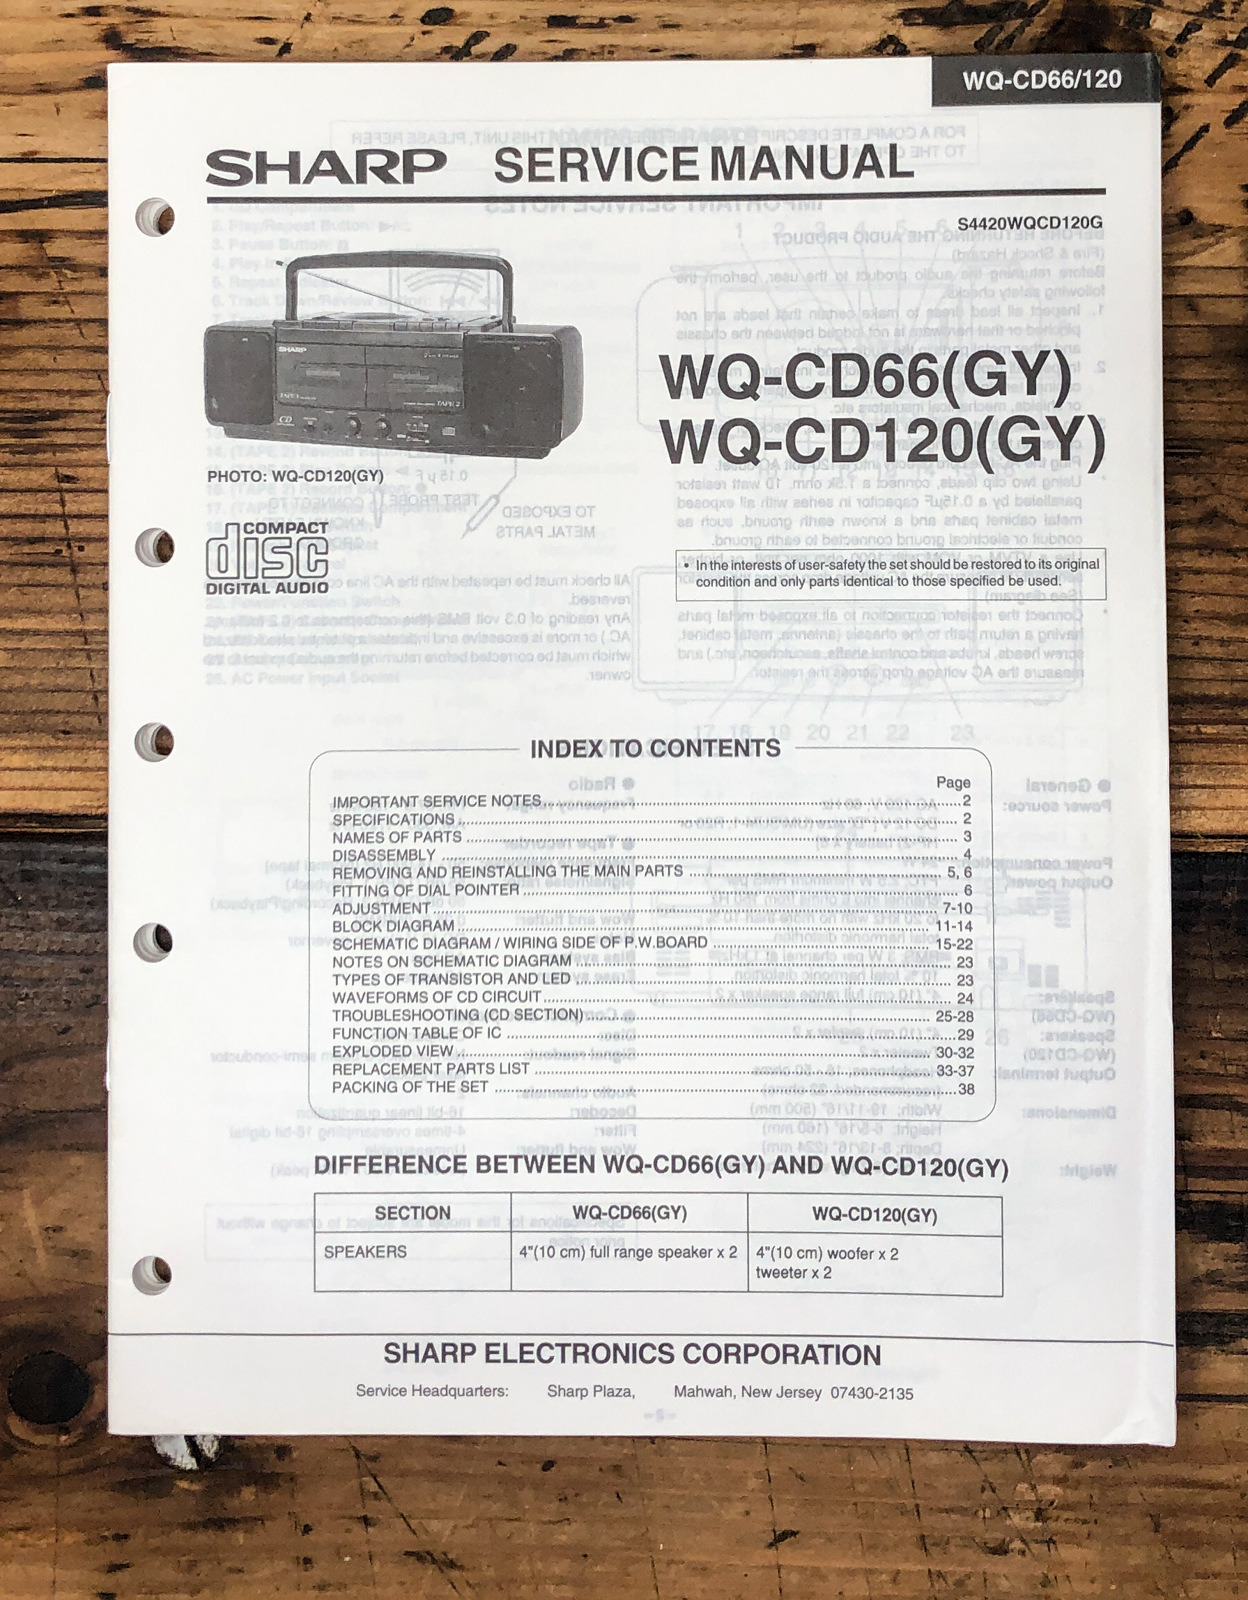 WQ-CD66/120
SHARP SERVICE MANUAL
S4420WQCD120G
SHARP
TAPE 1
TAPE 2
CD
WQ-CD66(GY)
WQ-CD120(GY)
PHOTO: WQ-CD120(GY)
COMPACT
disc
DIGITAL AUDIO
• In the interests of user-safety the set should be restored to its original
condition and only parts identical to those specified be used.
INDEX TO CONTENTS
Page
IMPORTANT SERVICE NOTES 2
SPECIFICATIONS 2
NAMES OF PARTS 3
DISASSEMBLY 4
REMOVING AND REINSTALLING THE MAIN PARTS 5, 6
FITTING OF DIAL POINTER 6
ADJUSTMENT 7-10
BLOCK DIAGRAM 11-14
SCHEMATIC DIAGRAM / WIRING SIDE OF P.W.BOARD 15-22
NOTES ON SCHEMATIC DIAGRAM 23
TYPES OF TRANSISTOR AND LED 23
WAVEFORMS OF CD CIRCUIT 24
TROUBLESHOOTING (CD SECTION) 25-28
FUNCTION TABLE OF IC 29
EXPLODED VIEW 30-32
REPLACEMENT PARTS LIST 33-37
PACKING OF THE SET 38
DIFFERENCE BETWEEN WQ-CD66(GY) AND WQ-CD120(GY)
SECTION WQ-CD66(GY) WQ-CD120(GY)
SPEAKERS 4"(10 cm) full range speaker x 2 4"(10 cm) woofer x 2
tweeter x 2
SHARP ELECTRONICS CORPORATION
Service Headquarters: Sharp Plaza, Mahwah, New Jersey 07430-2135